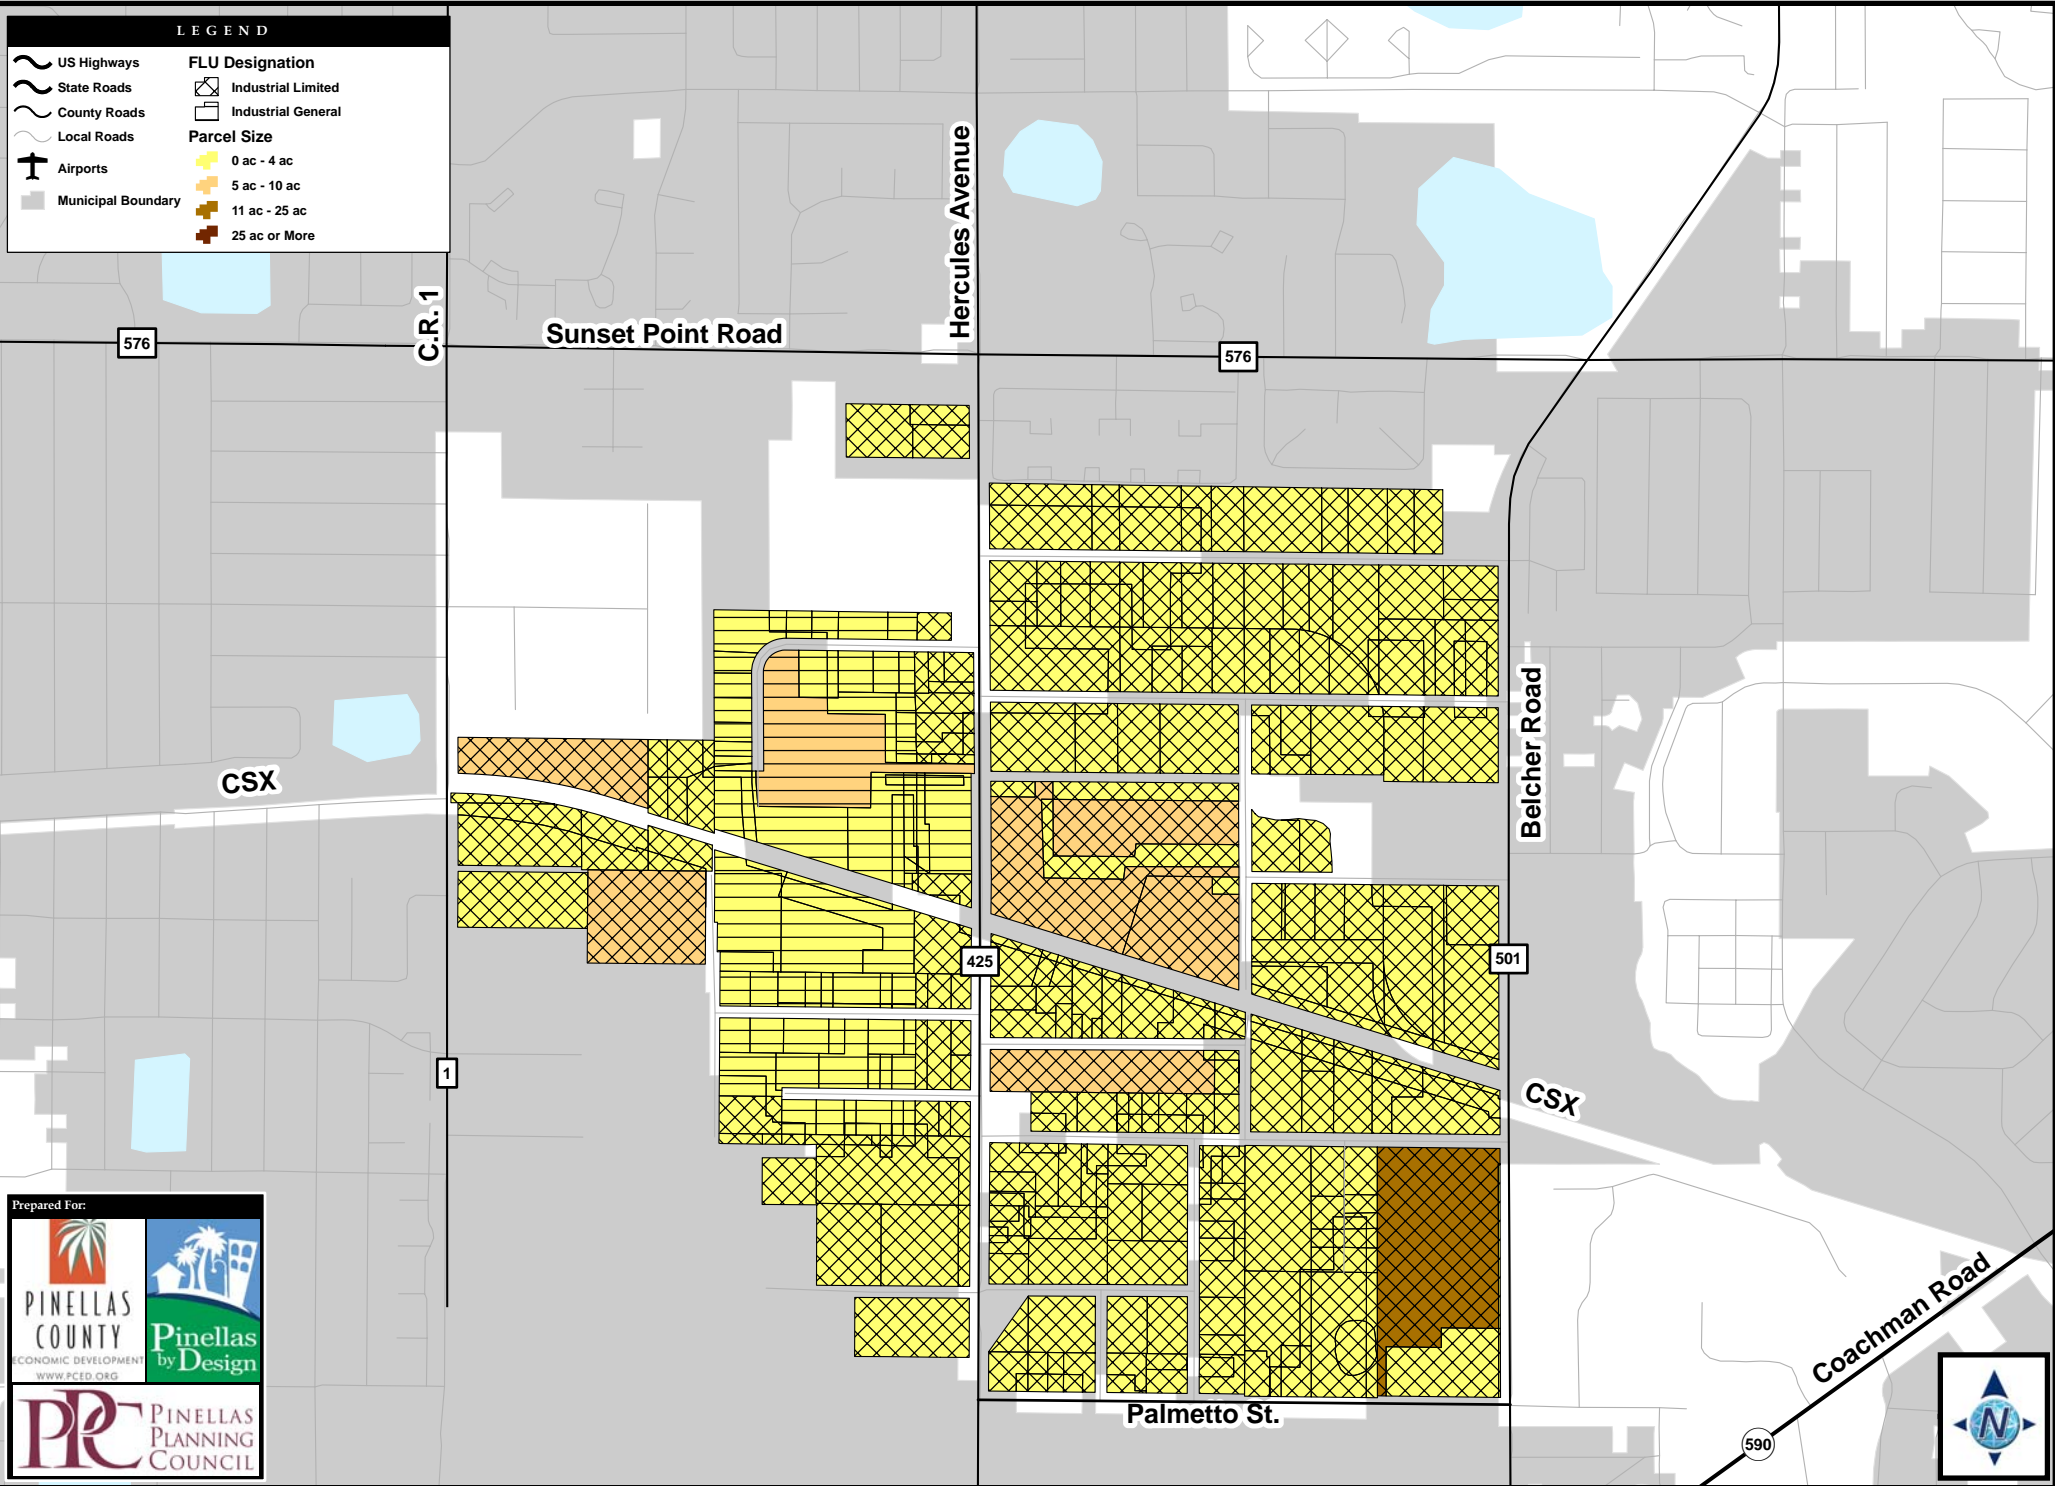 LEGEND
US Highways
State Roads
County Roads
Local Roads
Airports
Municipal Boundary
FLU Designation
Industrial Limited
Industrial General
Parcel Size
0 ac - 4 ac
5 ac - 10 ac
11 ac - 25 ac
25 ac or More
Hercules Avenue
C.R. 1
Sunset Point Road
576
576
CSX
Belcher Road
425
501
1
CSX
Coachman Road
590
Palmetto St.
Prepared For:
PINELLAS
COUNTY
ECONOMIC DEVELOPMENT
WWW.PCED.ORG
Pinellas
by Design
PPC
PINELLAS
PLANNING
COUNCIL
N